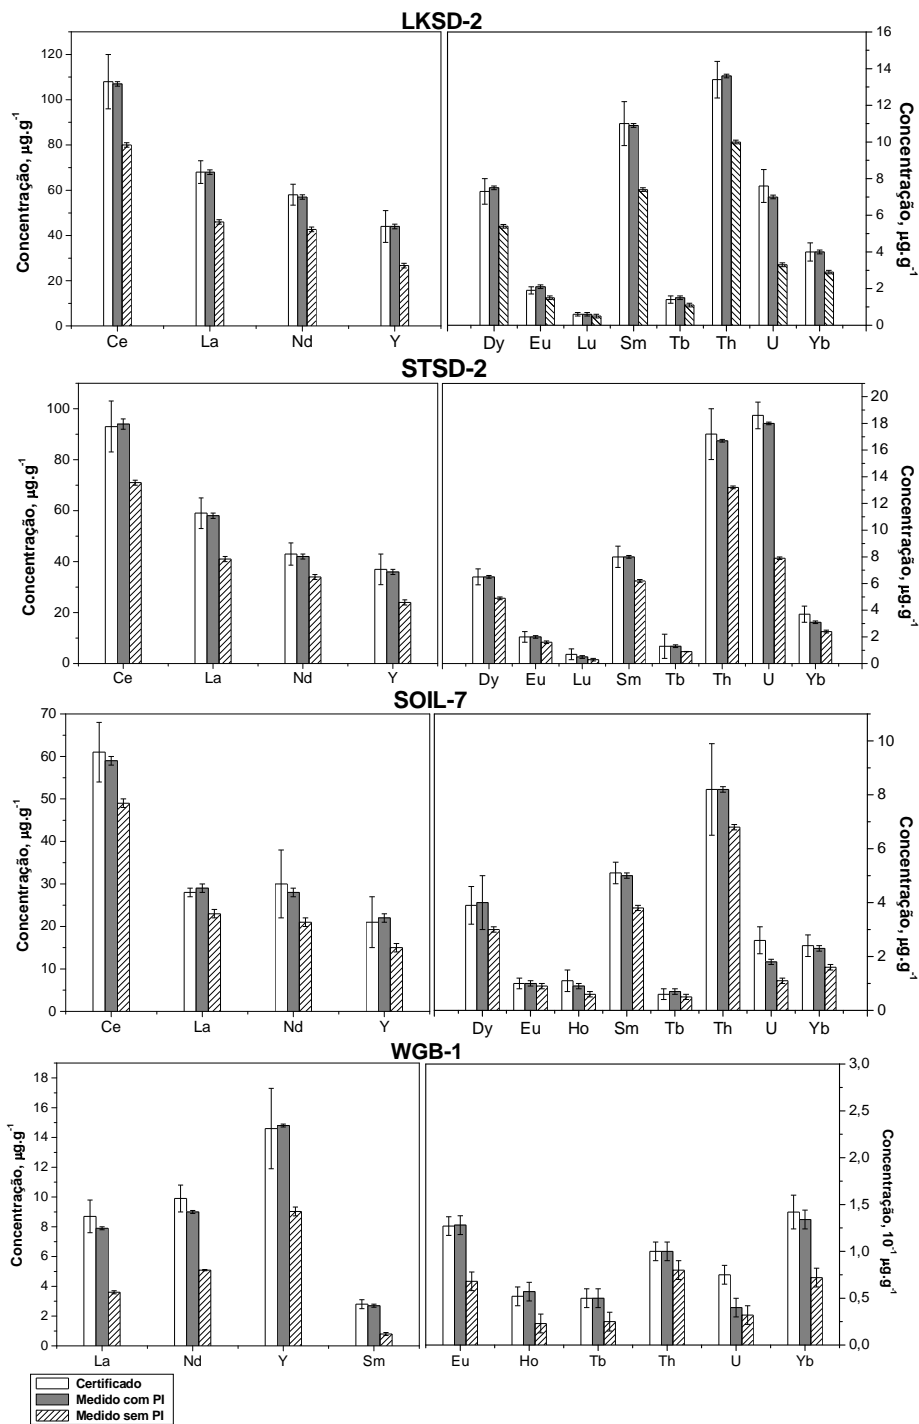 LKSD-2
Concentração, µg.g⁻¹
120
100
80
60
40
20
0
Ce La Nd Y
16
14
12
10
8
6
4
2
0
Concentração, µg.g⁻¹
Dy Eu Lu Sm Tb Th U Yb
STSD-2
Concentração, µg.g⁻¹
100
80
60
40
20
0
Ce La Nd Y
20
18
16
14
12
10
8
6
4
2
0
Concentração, µg.g⁻¹
Dy Eu Lu Sm Tb Th U Yb
SOIL-7
Concentração, µg.g⁻¹
70
60
50
40
30
20
10
0
Ce La Nd Y
10
8
6
4
2
0
Concentração, µg.g⁻¹
Dy Eu Ho Sm Tb Th U Yb
WGB-1
Concentração, µg.g⁻¹
18
16
14
12
10
8
6
4
2
0
La Nd Y Sm
3,0
2,5
2,0
1,5
1,0
0,5
0,0
Concentração, 10⁻¹ µg.g⁻¹
Eu Ho Tb Th U Yb
Certificado
Medido com PI
Medido sem PI